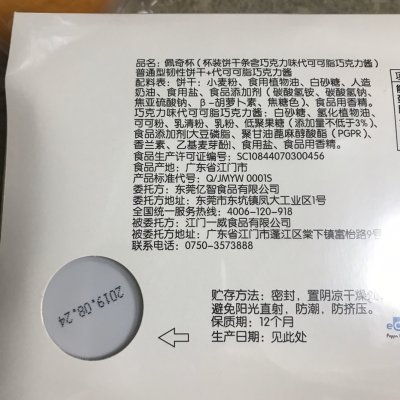 品名：佩奇杯（杯装饼干条含巧克力味代可可脂巧克力酱）
普通型韧性饼干+代可可脂巧克力酱
配料表：饼干：小麦粉、食用植物油、白砂糖、人造
奶油、食用盐、食品添加剂（碳酸氢铵、碳酸氢钠、
焦亚硫酸钠、β-胡萝卜素、焦糖色）、食品用香精。
巧克力味代可可脂巧克力酱：白砂糖、氢化植物油、
可可粉、乳清粉、乳粉、低聚果糖（添加量不低于3%）、
食品添加剂(大豆磷脂、聚甘油蓖麻醇酸酯（PGPR）、
香兰素、乙基麦芽酚、食用盐、食品用香精。
食品生产许可证编号：SC10844070300456
食品产地：广东省江门市
产品标准代号：Q/JMYW 0001S
委托方：东莞亿智食品有限公司
委托方地址：东莞市东坑镇凤大工业区1号
全国统一服务热线：4006-120-918
被委托方：江门一威食品有限公司
被委托方地址：广东省江门市蓬江区棠下镇富怡路9号
联系电话：0750-3573888
2019.08.24
贮存方法：密封，置阴凉干燥
避免阳光直射，防潮，防挤压。
保质期：12个月
生产日期：见此处